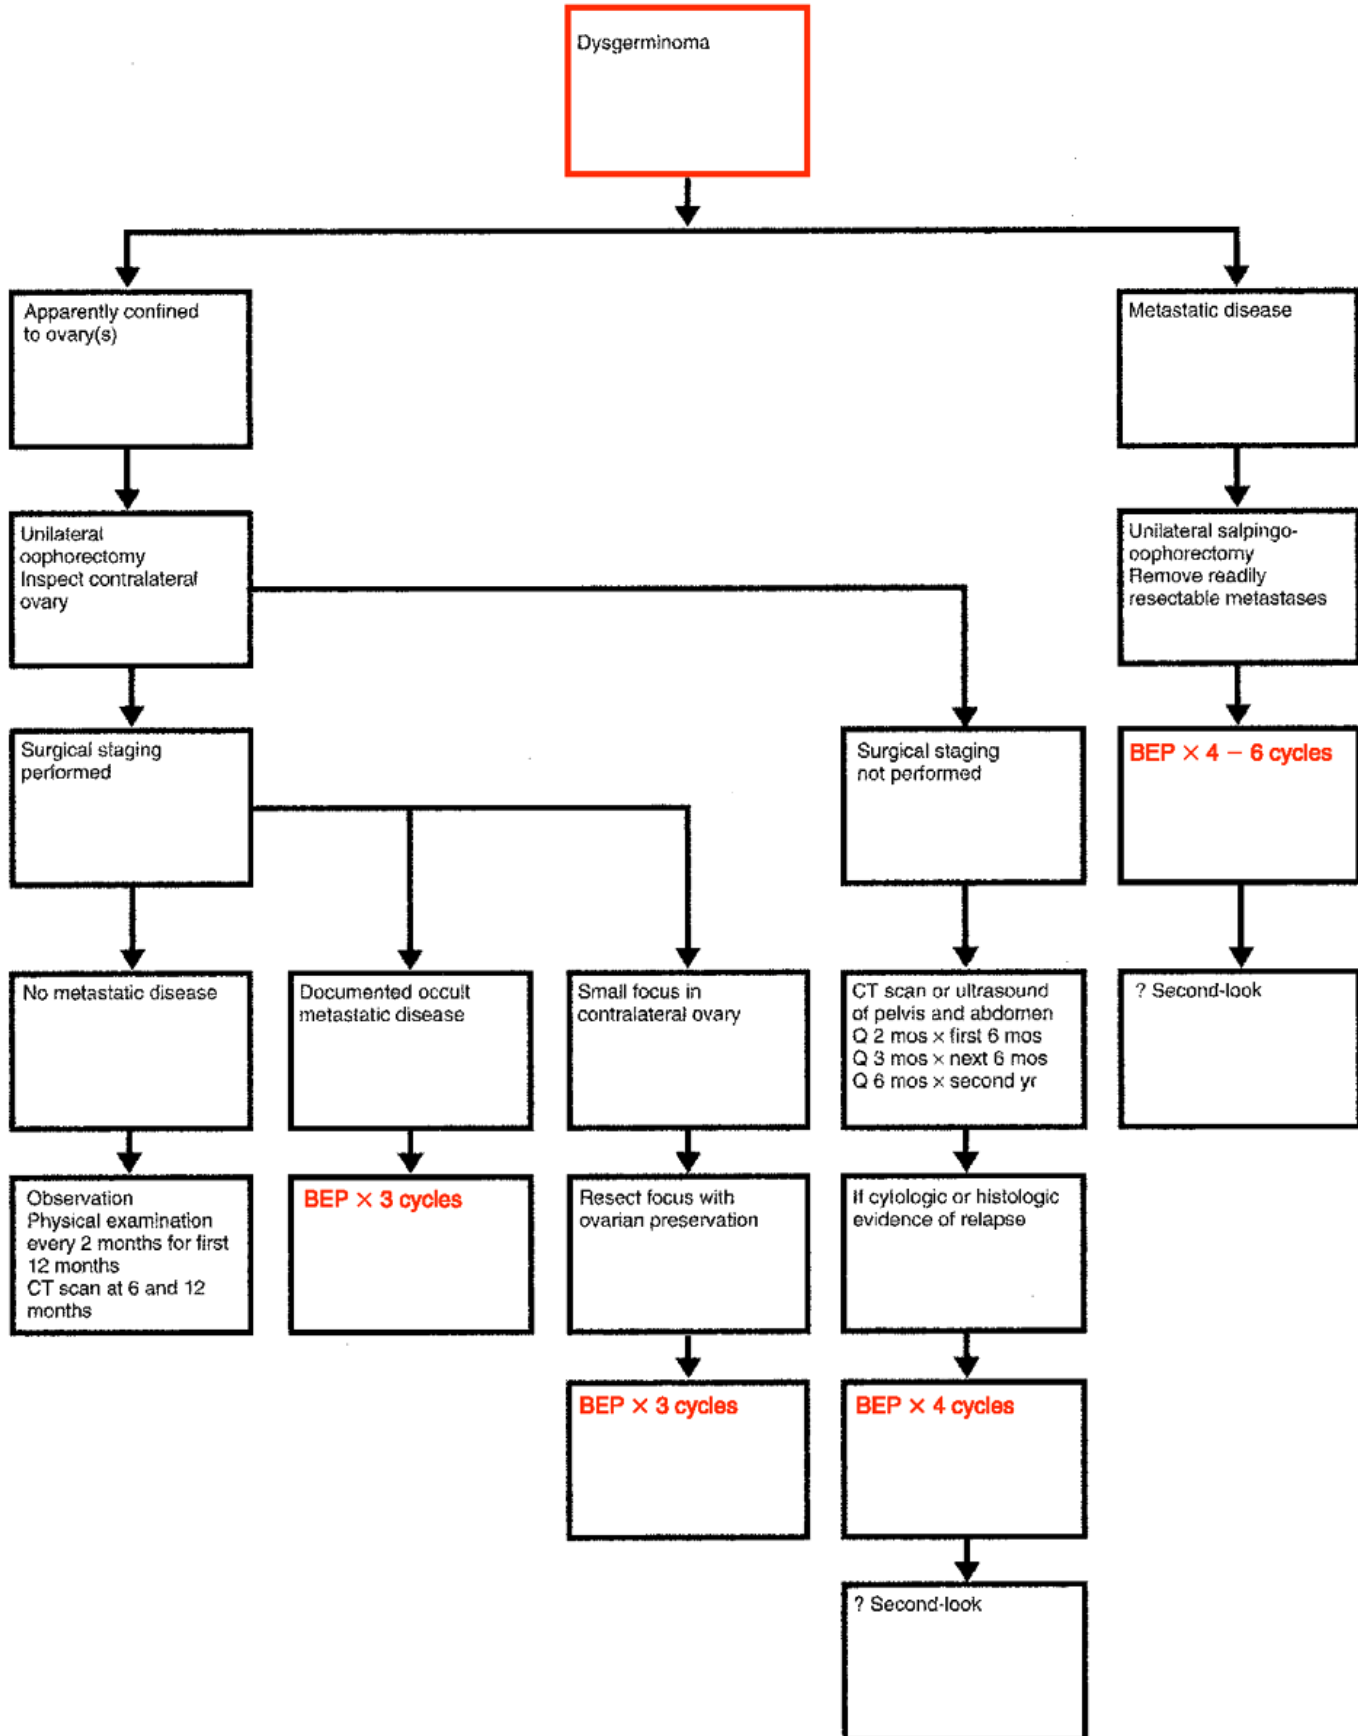 Dysgerminoma
Apparently confined
to ovary(s)
Metastatic disease
Unilateral
oophorectomy
Inspect contralateral
ovary
Unilateral salpingo-
oophorectomy
Remove readily
resectable metastases
Surgical staging
performed
Surgical staging
not performed
BEP × 4 – 6 cycles
No metastatic disease
Documented occult
metastatic disease
Small focus in
contralateral ovary
CT scan or ultrasound
of pelvis and abdomen
Q 2 mos × first 6 mos
Q 3 mos × next 6 mos
Q 6 mos × second yr
? Second-look
Observation
Physical examination
every 2 months for first
12 months
CT scan at 6 and 12
months
BEP × 3 cycles
Resect focus with
ovarian preservation
If cytologic or histologic
evidence of relapse
BEP × 3 cycles
BEP × 4 cycles
? Second-look